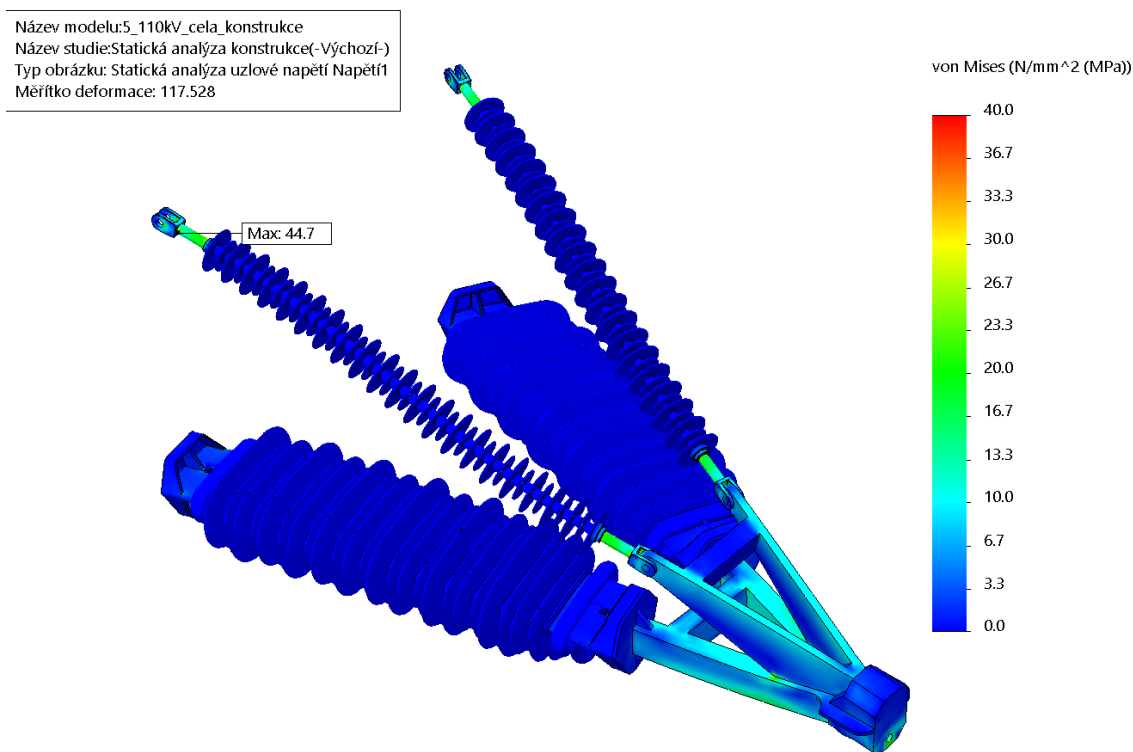 Název modelu:5_110kV_cela_konstrukce
Název studie:Statická analýza konstrukce(-Výchozí-)
Typ obrázku: Statická analýza uzlové napětí Napětí1
Měřítko deformace: 117.528
von Mises (N/mm^2 (MPa))
40.0
36.7
33.3
30.0
26.7
23.3
20.0
16.7
13.3
10.0
6.7
3.3
0.0
Max: 44.7